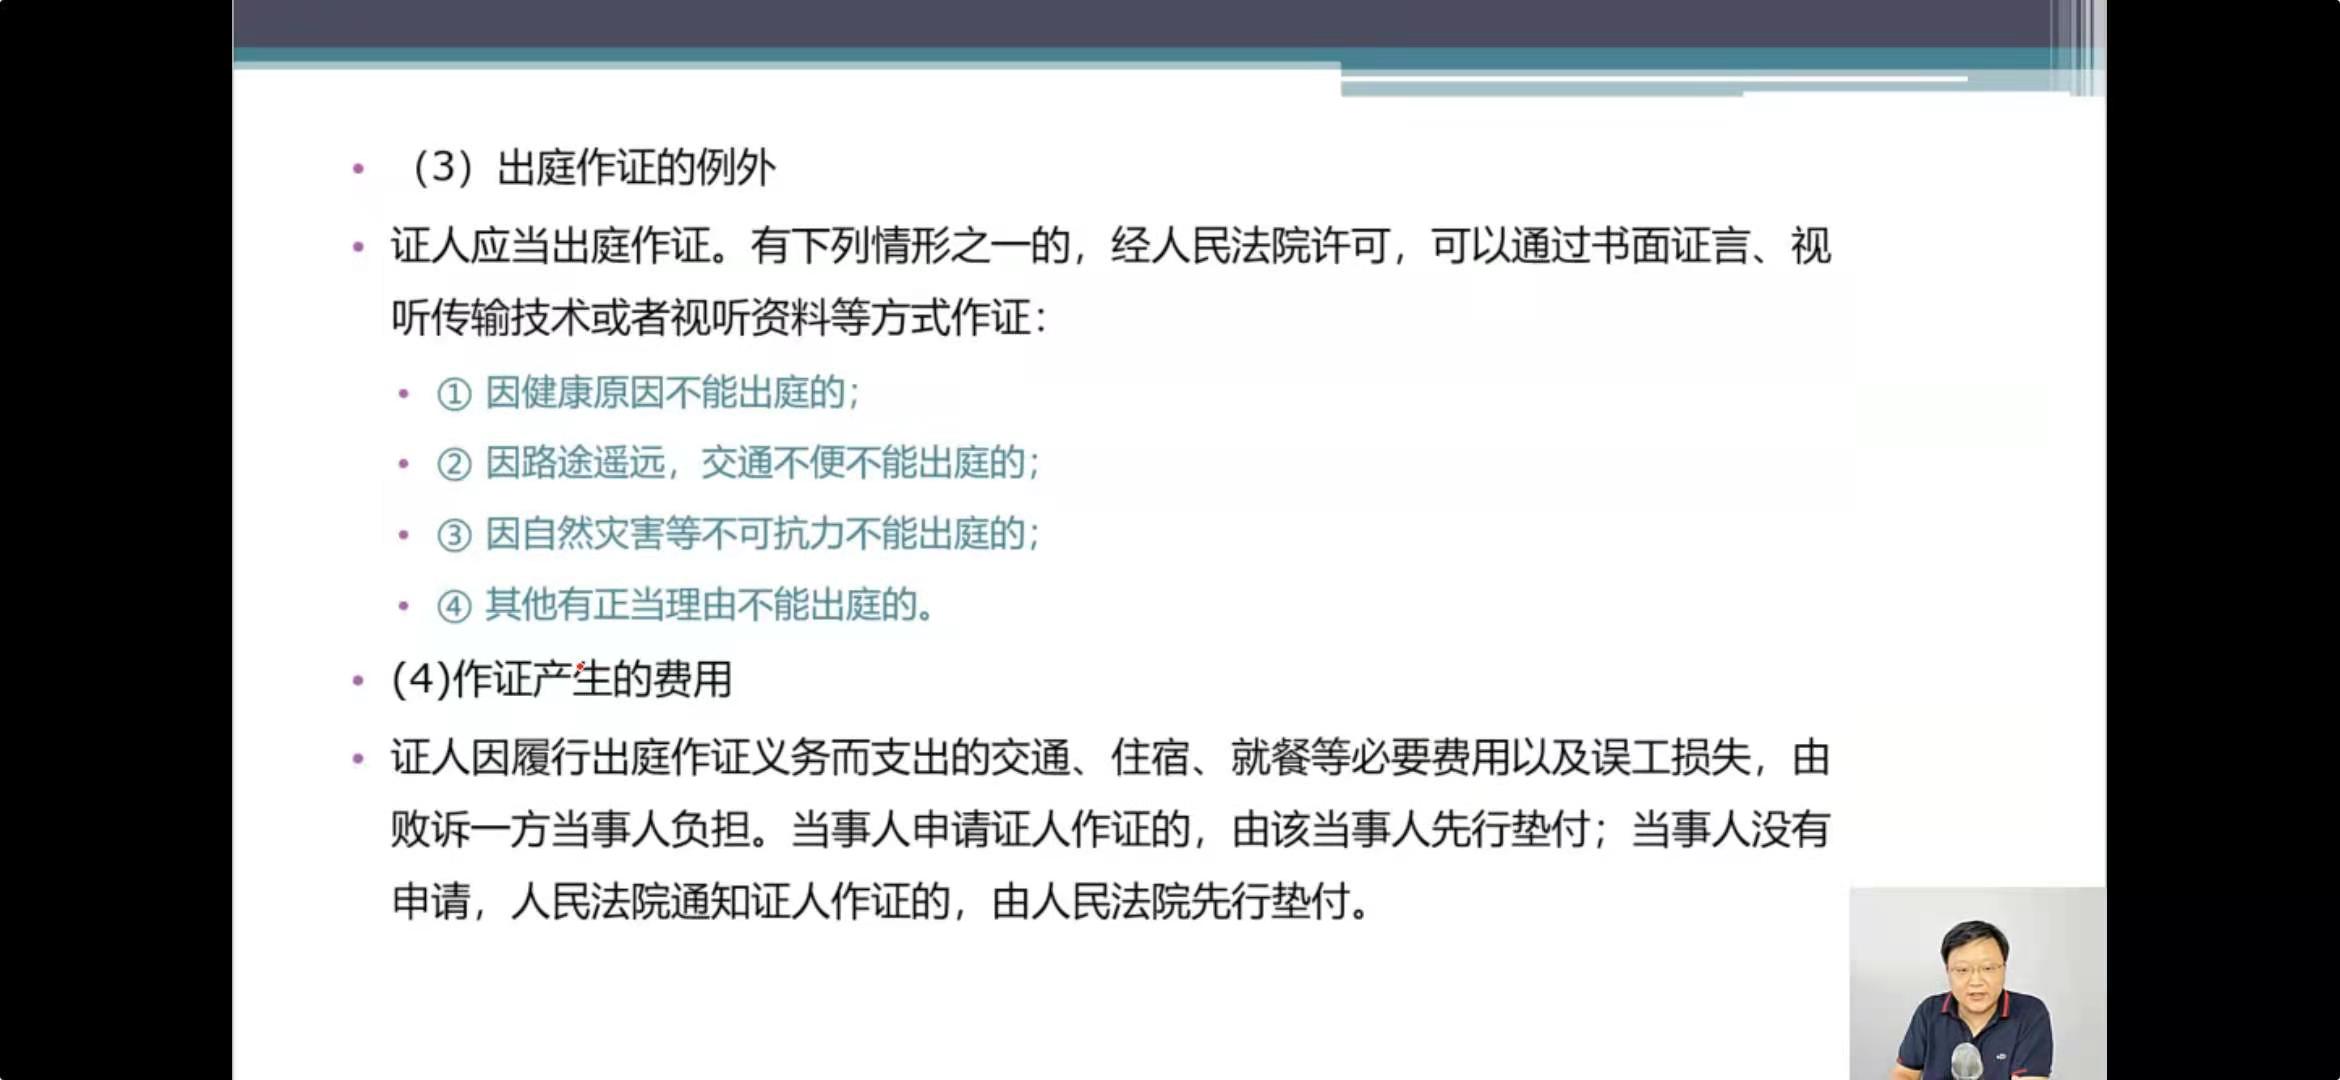 （3）出庭作证的例外
证人应当出庭作证。有下列情形之一的，经人民法院许可，可以通过书面证言、视
听传输技术或者视听资料等方式作证：
① 因健康原因不能出庭的；
② 因路途遥远，交通不便不能出庭的；
③ 因自然灾害等不可抗力不能出庭的；
④ 其他有正当理由不能出庭的。
(4)作证产生的费用
证人因履行出庭作证义务而支出的交通、住宿、就餐等必要费用以及误工损失，由
败诉一方当事人负担。当事人申请证人作证的，由该当事人先行垫付；当事人没有
申请，人民法院通知证人作证的，由人民法院先行垫付。